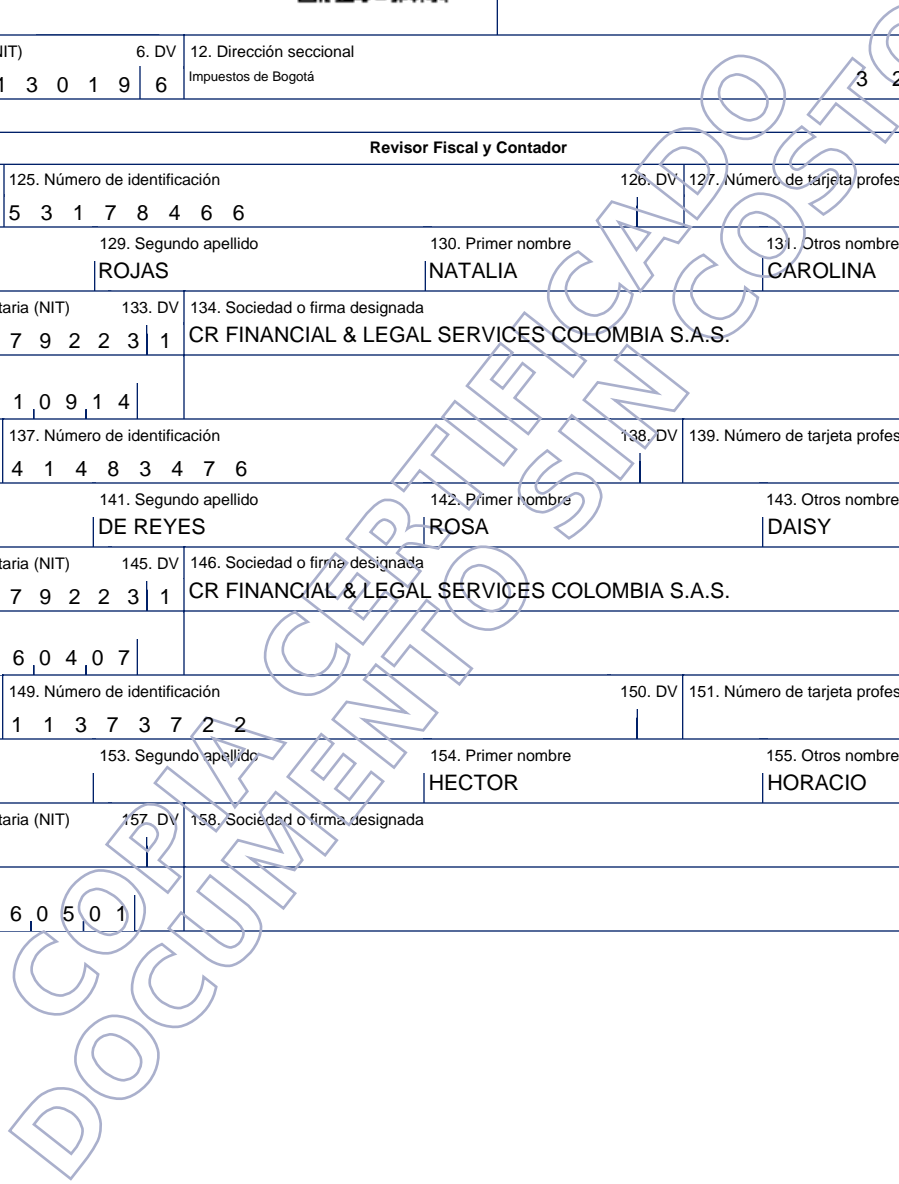 NIT) 6. DV 12. Dirección seccional
1 3 0 1 9 6 Impuestos de Bogotá 3 2
Revisor Fiscal y Contador
125. Número de identificación 126. DV 127. Número de tarjeta profes
5 3 1 7 8 4 6 6
129. Segundo apellido 130. Primer nombre 131. Otros nombre
ROJAS NATALIA CAROLINA
taria (NIT) 133. DV 134. Sociedad o firma designada
7 9 2 2 3 1 CR FINANCIAL & LEGAL SERVICES COLOMBIA S.A.S.
1 0 9 1 4
137. Número de identificación 138. DV 139. Número de tarjeta profes
4 1 4 8 3 4 7 6
141. Segundo apellido 142. Primer nombre 143. Otros nombre
DE REYES ROSA DAISY
taria (NIT) 145. DV 146. Sociedad o firma designada
7 9 2 2 3 1 CR FINANCIAL & LEGAL SERVICES COLOMBIA S.A.S.
6 0 4 0 7
149. Número de identificación 150. DV 151. Número de tarjeta profes
1 1 3 7 3 7 2 2
153. Segundo apellido 154. Primer nombre 155. Otros nombre
HECTOR HORACIO
taria (NIT) 157. DV 158. Sociedad o firma designada
6 0 5 0 1
COPIA CERTIFICADO
DOCUMENTO SIN COSTO